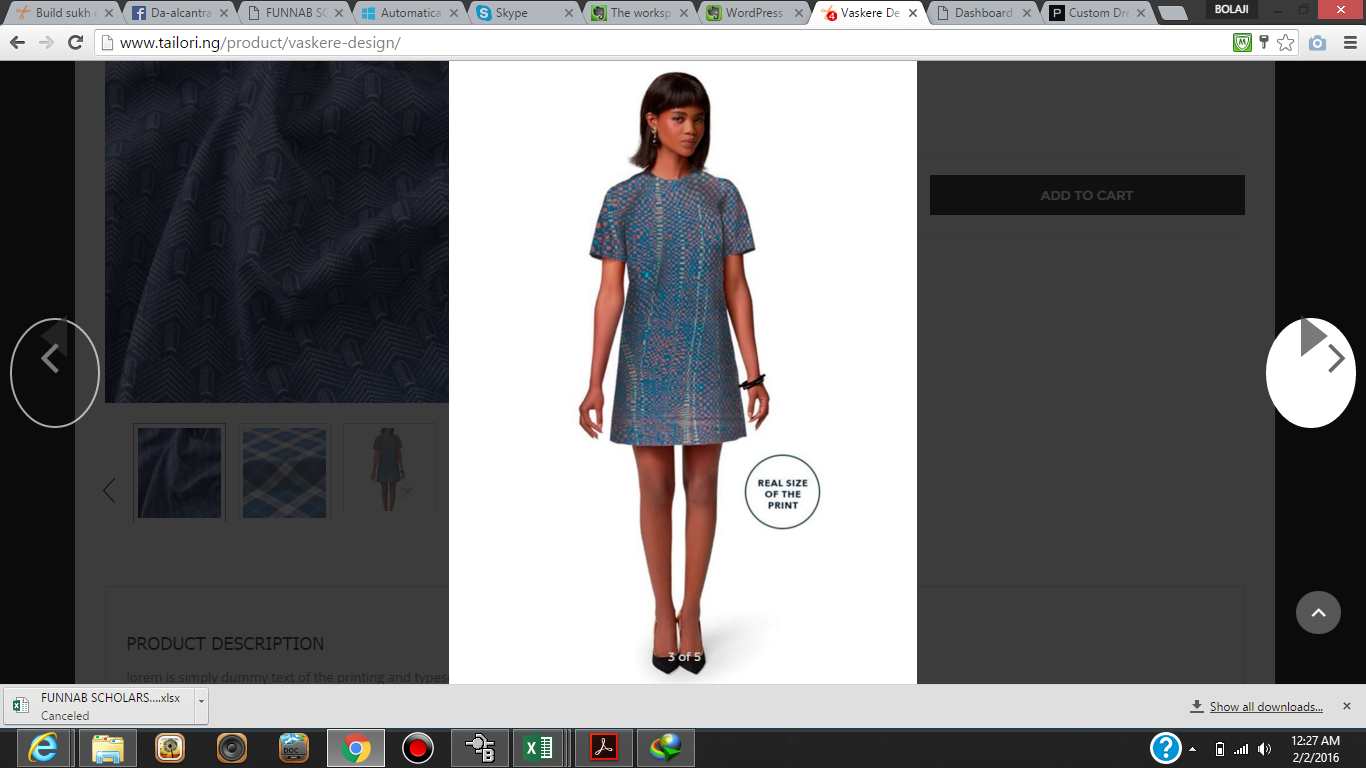 Build sukh c
Da-alcantra
FUNNAB SC
Automatica
Skype
The worksp
WordPress
4
Vaskere De
Dashboard
P
Custom Dre
BOLAJI
www.tailori.ng/product/vaskere-design/
ADD TO CART
REAL SIZE
OF THE
PRINT
PRODUCT DESCRIPTION
lorem is simply dummy text of the printing and types
3 of 5
FUNNAB SCHOLARS....xlsx
Canceled
Show all downloads...
DOC
B
12:27 AM
2/2/2016